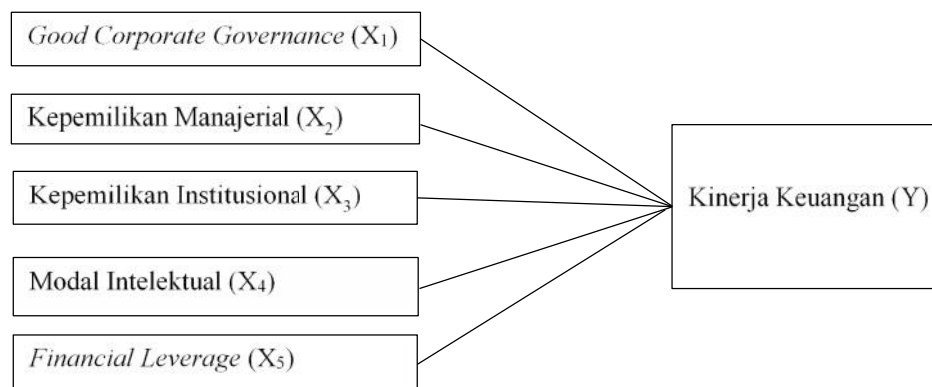 Good Corporate Governance (X₁)
Kepemilikan Manajerial (X₂)
Kepemilikan Institusional (X₃)
Modal Intelektual (X₄)
Financial Leverage (X₅)
Kinerja Keuangan (Y)